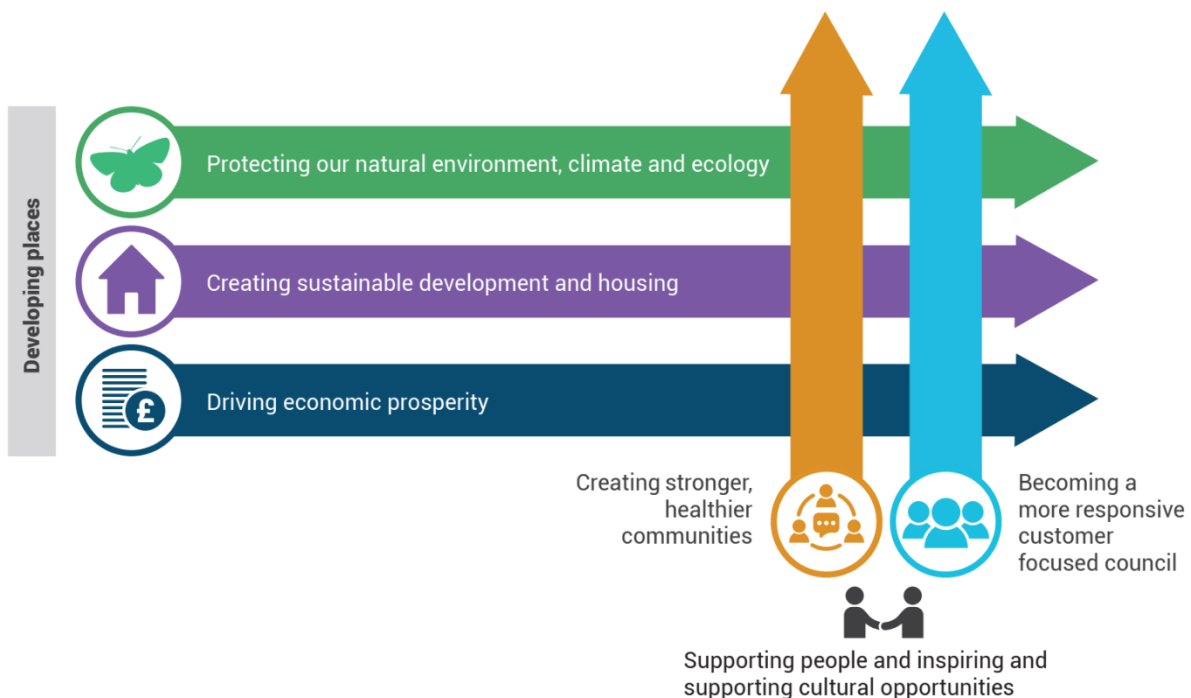 Developing places
Protecting our natural environment, climate and ecology
Creating sustainable development and housing
£
Driving economic prosperity
Creating stronger,
healthier
communities
Becoming a
more responsive
customer
focused council
Supporting people and inspiring and
supporting cultural opportunities